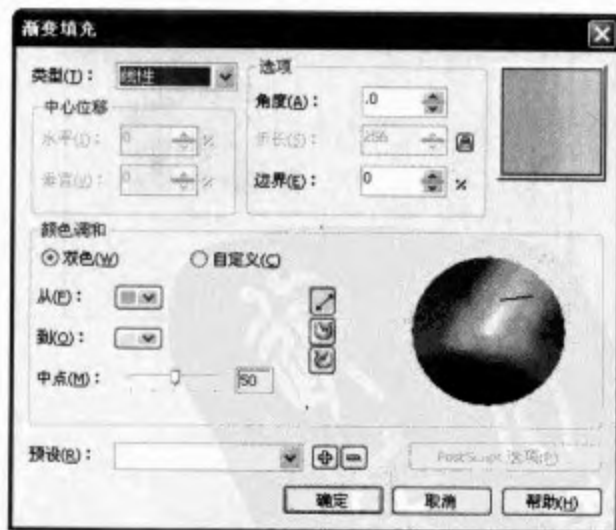 渐变填充
类型(T)： 线性
中心位移
水平(I)： 0 %
垂直(V)： 0 %
选项
角度(A)： .0
步长(S)： 256
边界(E)： 0 %
颜色调和
双色(W) 自定义(C)
从(F)：
到(O)：
中点(M)： 50
预设(R)：
PostScript 选项(P)
确定 取消 帮助(H)